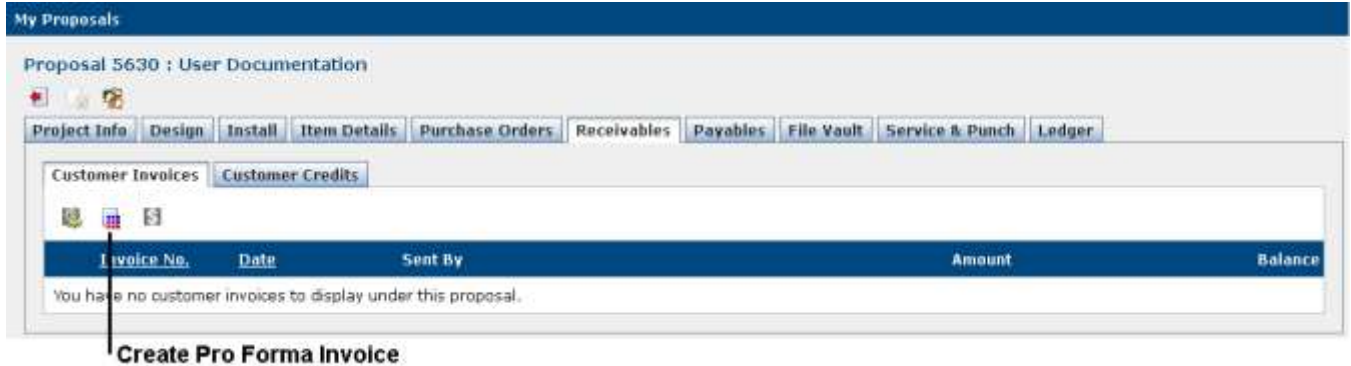 My Proposals
Proposal 5630 : User Documentation
Project Info Design Install Item Details Purchase Orders Receivables Payables File Vault Service & Punch Ledger
Customer Invoices Customer Credits
Invoice No. Date Sent By Amount Balance
You have no customer invoices to display under this proposal.
Create Pro Forma Invoice